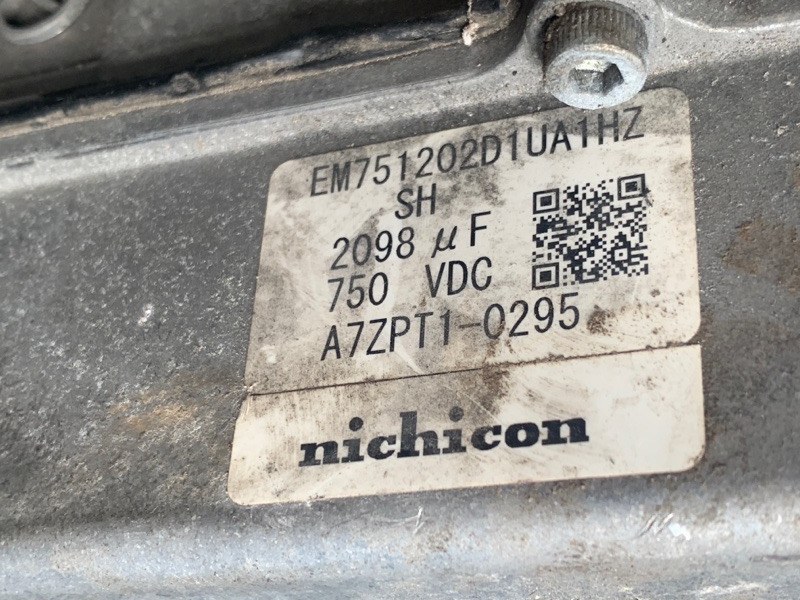 EM751202D1UA1HZ
SH
2098 μF
750 VDC
A7ZPT1-0295
nichicon